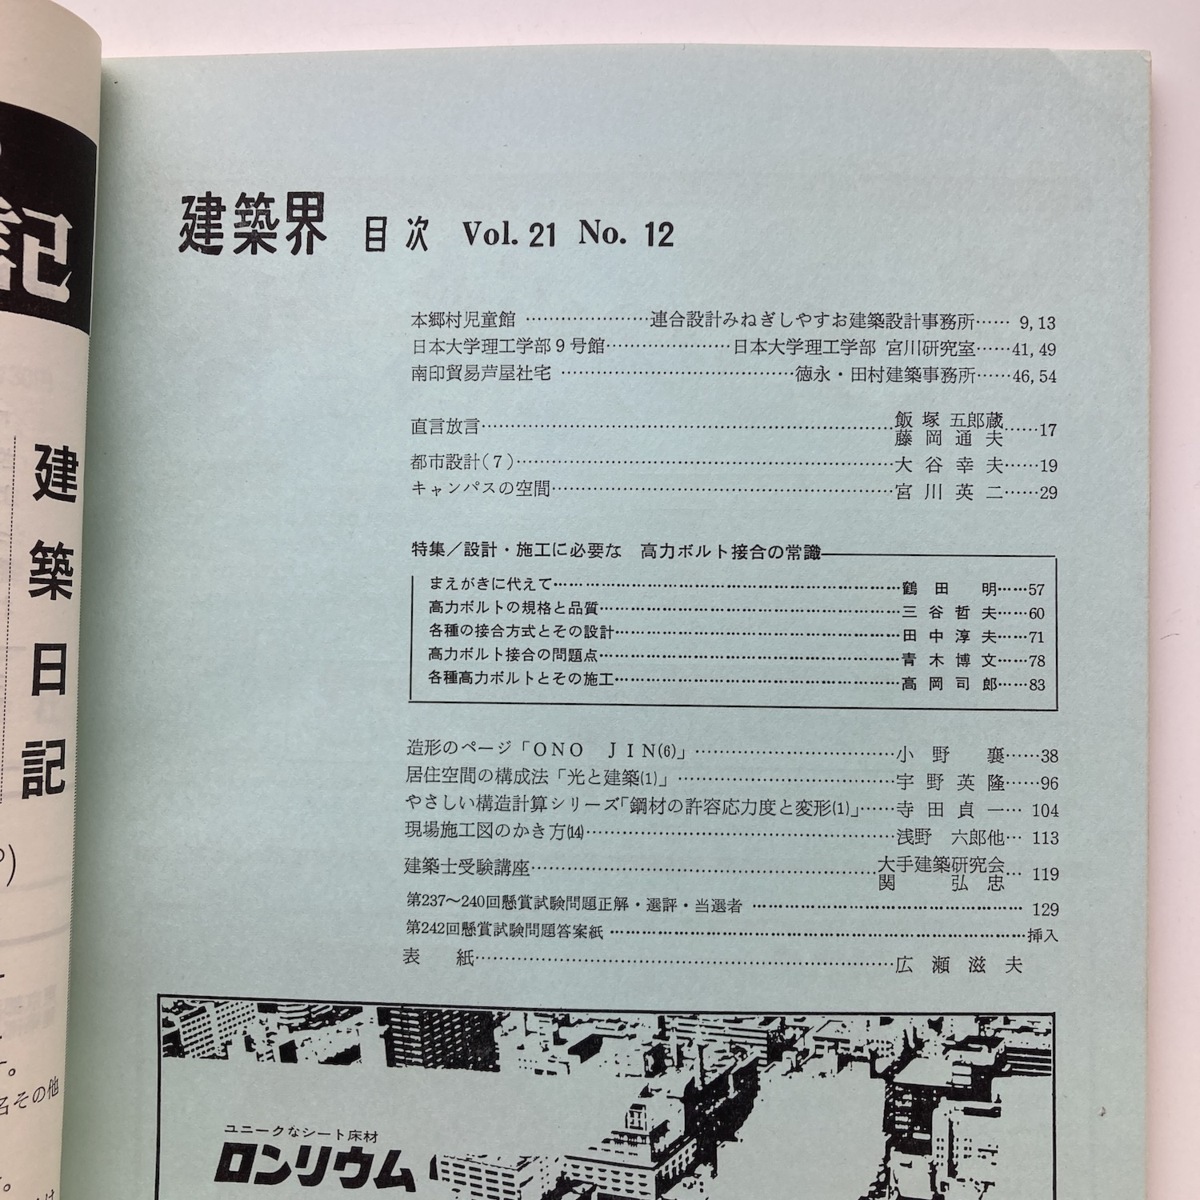 記
建築日記
名その他
建築界 目次 Vol. 21 No. 12
本郷村児童館 …………………連合設計みねぎしやすお建築設計事務所…… 9, 13
日本大学理工学部9号館…………………日本大学理工学部 宮川研究室……41, 49
南印貿易芦屋社宅 …………………………………徳永・田村建築事務所……46, 54
直言放言……………………………………………………………飯塚 五郎蔵 藤岡通夫……17
都市設計(7)………………………………………………………大谷幸夫……19
キャンパスの空間…………………………………………………宮川英二……29
特集/設計・施工に必要な 高力ボルト接合の常識
まえがきに代えて…………………………………………………鶴田 明……57
高力ボルトの規格と品質…………………………………………三谷哲夫……60
各種の接合方式とその設計………………………………………田中淳夫……71
高力ボルト接合の問題点…………………………………………青木博文……78
各種高力ボルトとその施工………………………………………高岡司郎……83
造形のページ「ONO JIN(6)」……………………………小野 襄……38
居住空間の構成法「光と建築(1)」………………………………宇野英隆……96
やさしい構造計算シリーズ「鋼材の許容応力度と変形(1)」……寺田貞一… 104
現場施工図のかき方(14)……………………………………………浅野 六郎他… 113
建築士受験講座……………………………………………………大手建築研究会 関 弘忠… 119
第237〜240回懸賞試験問題正解・選評・当選者 ……………………………………… 129
第242回懸賞試験問題答案紙 ……………………………………………………………挿入
表 紙……………………………………………………………広瀬滋夫
ユニークなシート床材
ロンリウム